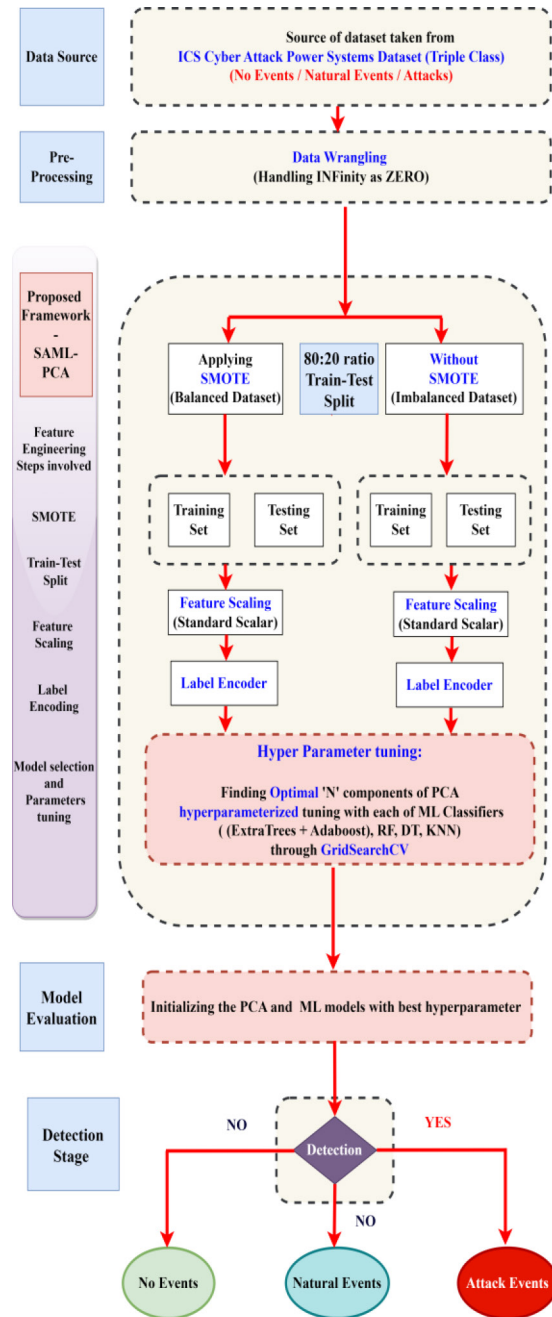 Data Source
Source of dataset taken from
ICS Cyber Attack Power Systems Dataset (Triple Class)
(No Events / Natural Events / Attacks)
Pre-
Processing
Data Wrangling
(Handling INFinity as ZERO)
Proposed
Framework
-
SAML-
PCA
Feature
Engineering
Steps involved
SMOTE
Train-Test
Split
Feature
Scaling
Label
Encoding
Model selection
and
Parameters
tuning
Applying
SMOTE
(Balanced Dataset)
80:20 ratio
Train-Test
Split
Without
SMOTE
(Imbalanced Dataset)
Training
Set
Testing
Set
Training
Set
Testing
Set
Feature Scaling
(Standard Scalar)
Feature Scaling
(Standard Scalar)
Label Encoder
Label Encoder
Hyper Parameter tuning:
Finding Optimal 'N' components of PCA
hyperparameterized tuning with each of ML Classifiers
( (ExtraTrees + Adaboost), RF, DT, KNN)
through GridSearchCV
Model
Evaluation
Initializing the PCA and ML models with best hyperparameter
Detection
Stage
NO
YES
Detection
NO
No Events
Natural Events
Attack Events